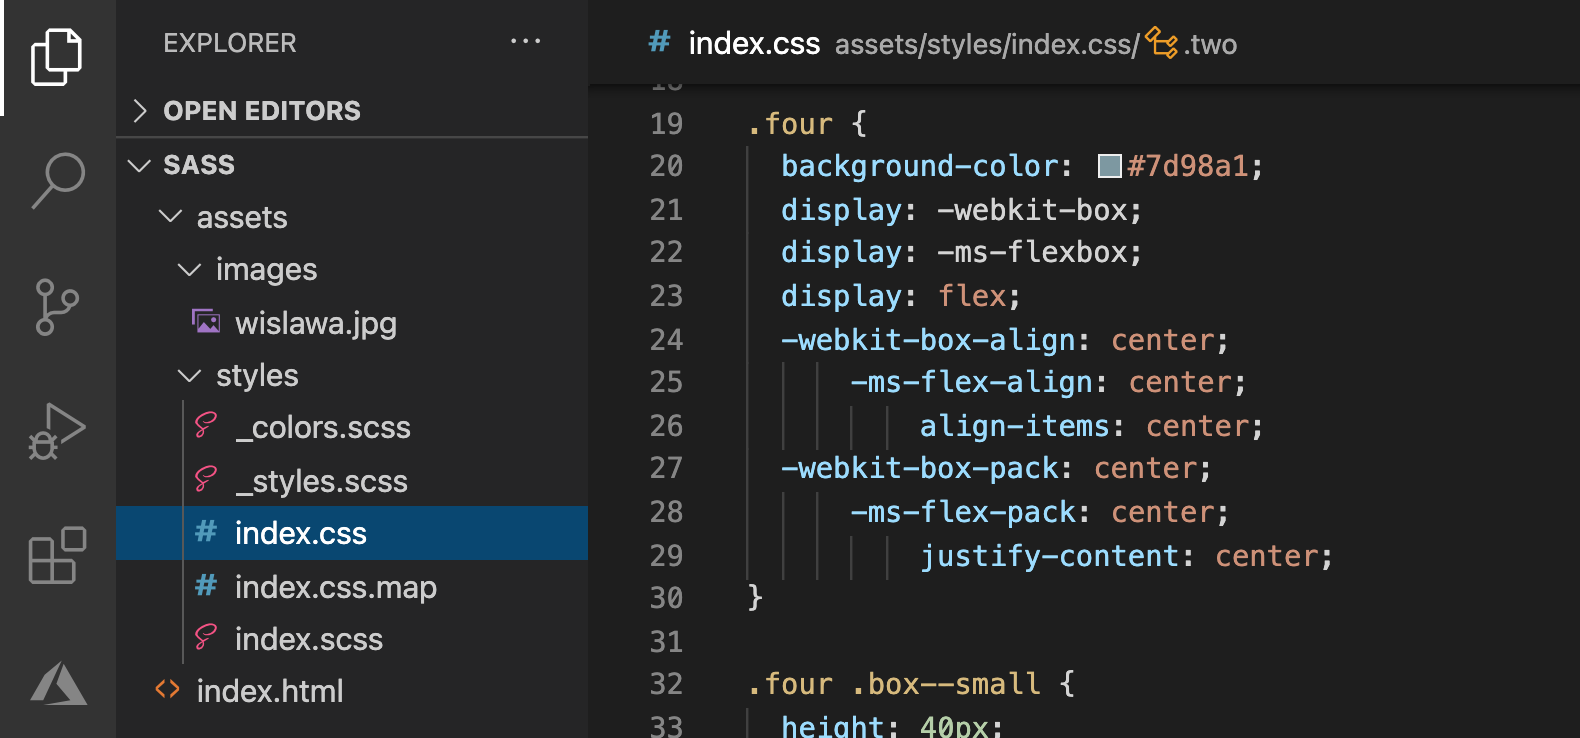 EXPLORER ...
OPEN EDITORS
SASS
assets
images
wislawa.jpg
styles
_colors.scss
_styles.scss
# index.css
# index.css.map
index.scss
<> index.html
# index.css assets/styles/index.css/ .two
18
19 .four {
20 background-color: #7d98a1;
21 display: -webkit-box;
22 display: -ms-flexbox;
23 display: flex;
24 -webkit-box-align: center;
25 -ms-flex-align: center;
26 align-items: center;
27 -webkit-box-pack: center;
28 -ms-flex-pack: center;
29 justify-content: center;
30 }
31
32 .four .box--small {
33 height: 40px;